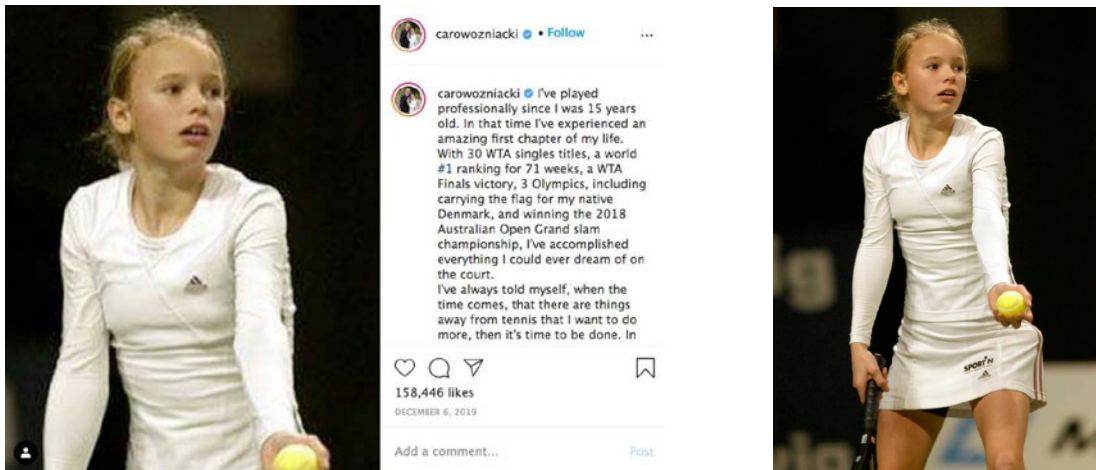 carowozniacki • Follow
carowozniacki I've played
professionally since I was 15 years
old. In that time I've experienced an
amazing first chapter of my life.
With 30 WTA singles titles, a world
#1 ranking for 71 weeks, a WTA
Finals victory, 3 Olympics, including
carrying the flag for my native
Denmark, and winning the 2018
Australian Open Grand slam
championship, I've accomplished
everything I could ever dream of on
the court.
I've always told myself, when the
time comes, that there are things
away from tennis that I want to do
more, then it's time to be done. In
158,446 likes
DECEMBER 6, 2019
Add a comment... Post
adidas
adidas
ig
SPORT'N